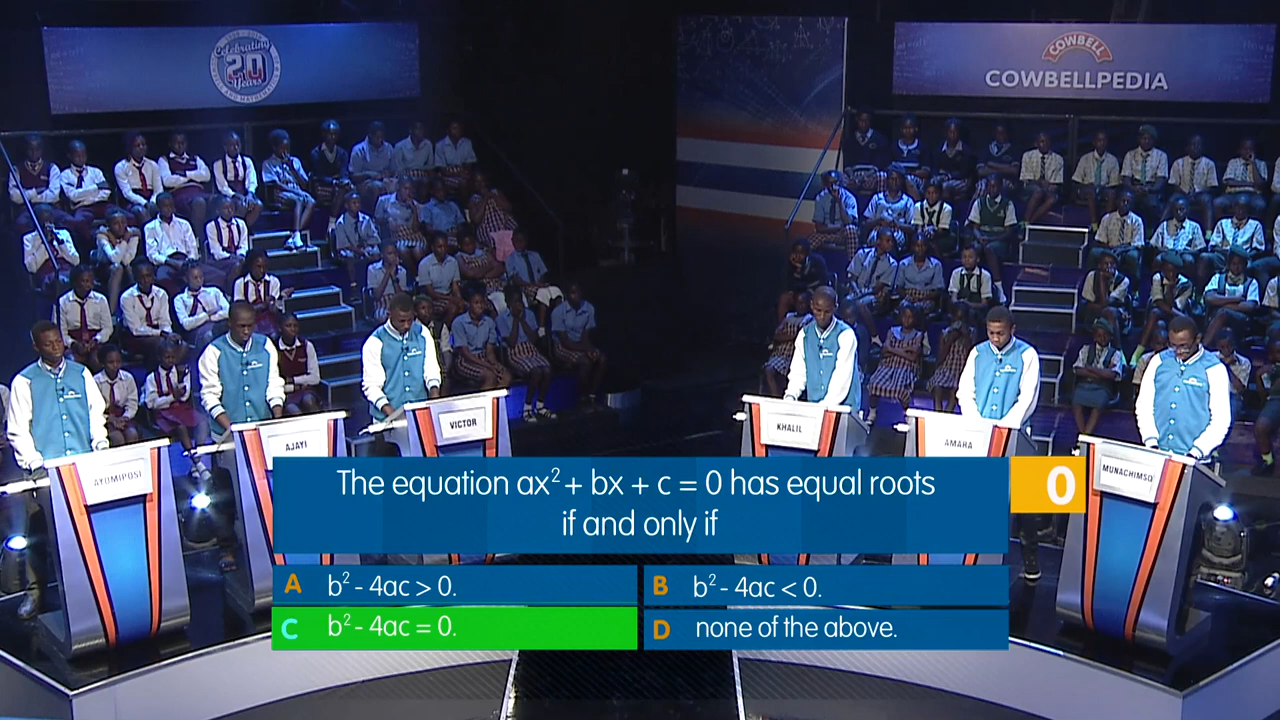 Celebrating
20
Years
COWBELL
COWBELLPEDIA
AYOMIPOSI
AJAYI
VICTOR
KHALIL
AMARA
MUNACHIMSO
The equation ax² + bx + c = 0 has equal roots
if and only if
0
A b² - 4ac > 0.
B b² - 4ac < 0.
C b² - 4ac = 0.
D none of the above.